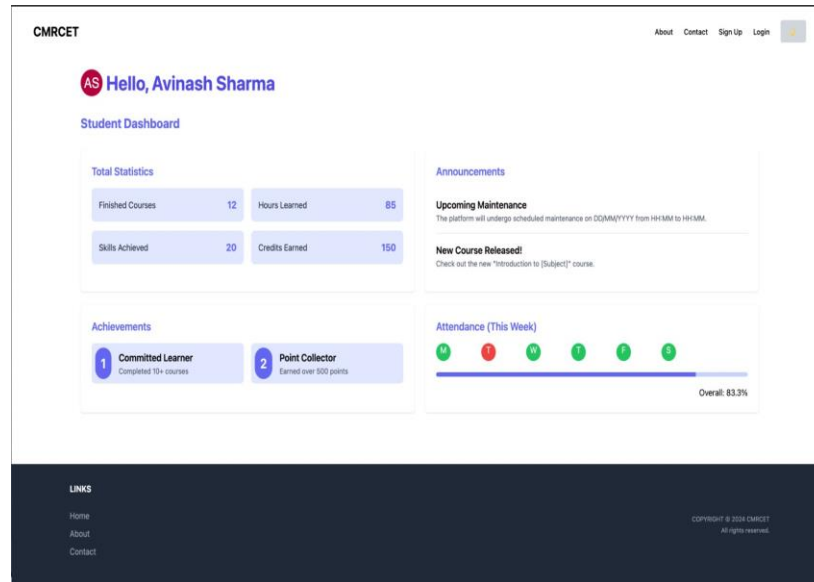 CMRCET
About Contact Sign Up Login
AS Hello, Avinash Sharma
Student Dashboard
Total Statistics
Finished Courses 12
Hours Learned 85
Skills Achieved 20
Credits Earned 150
Announcements
Upcoming Maintenance
The platform will undergo scheduled maintenance on DD/MM/YYYY from HH:MM to HH:MM.
New Course Released!
Check out the new "Introduction to [Subject]" course.
Achievements
1 Committed Learner
Completed 10+ courses
2 Point Collector
Earned over 500 points
Attendance (This Week)
M T W T F S
Overall: 83.3%
LINKS
Home
About
Contact
COPYRIGHT © 2024 CMRCET
All rights reserved.